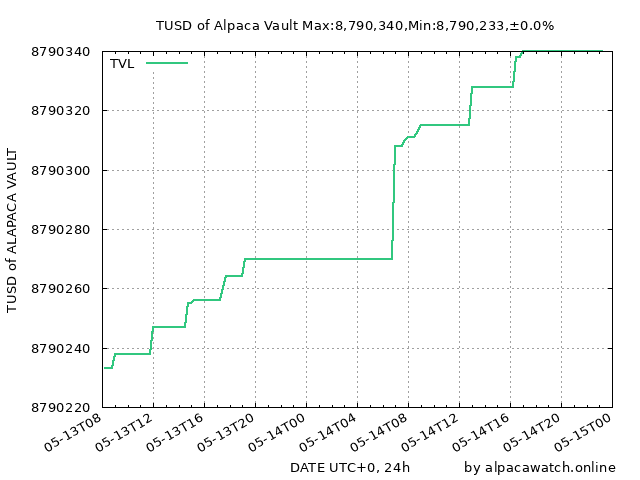 TUSD of Alpaca Vault Max:8,790,340,Min:8,790,233,±0.0%
TVL
TUSD of ALAPACA VAULT
8790340
8790320
8790300
8790280
8790260
8790240
8790220
05-13T08
05-13T12
05-13T16
05-13T20
05-14T00
05-14T04
05-14T08
05-14T12
05-14T16
05-14T20
05-15T00
DATE UTC+0, 24h
by alpacawatch.online